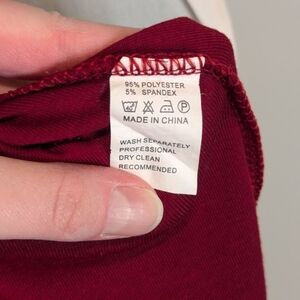 95% POLYESTER
5% SPANDEX
P
MADE IN CHINA
WASH SEPARATELY
PROFESSIONAL
DRY CLEAN
RECOMMENDED